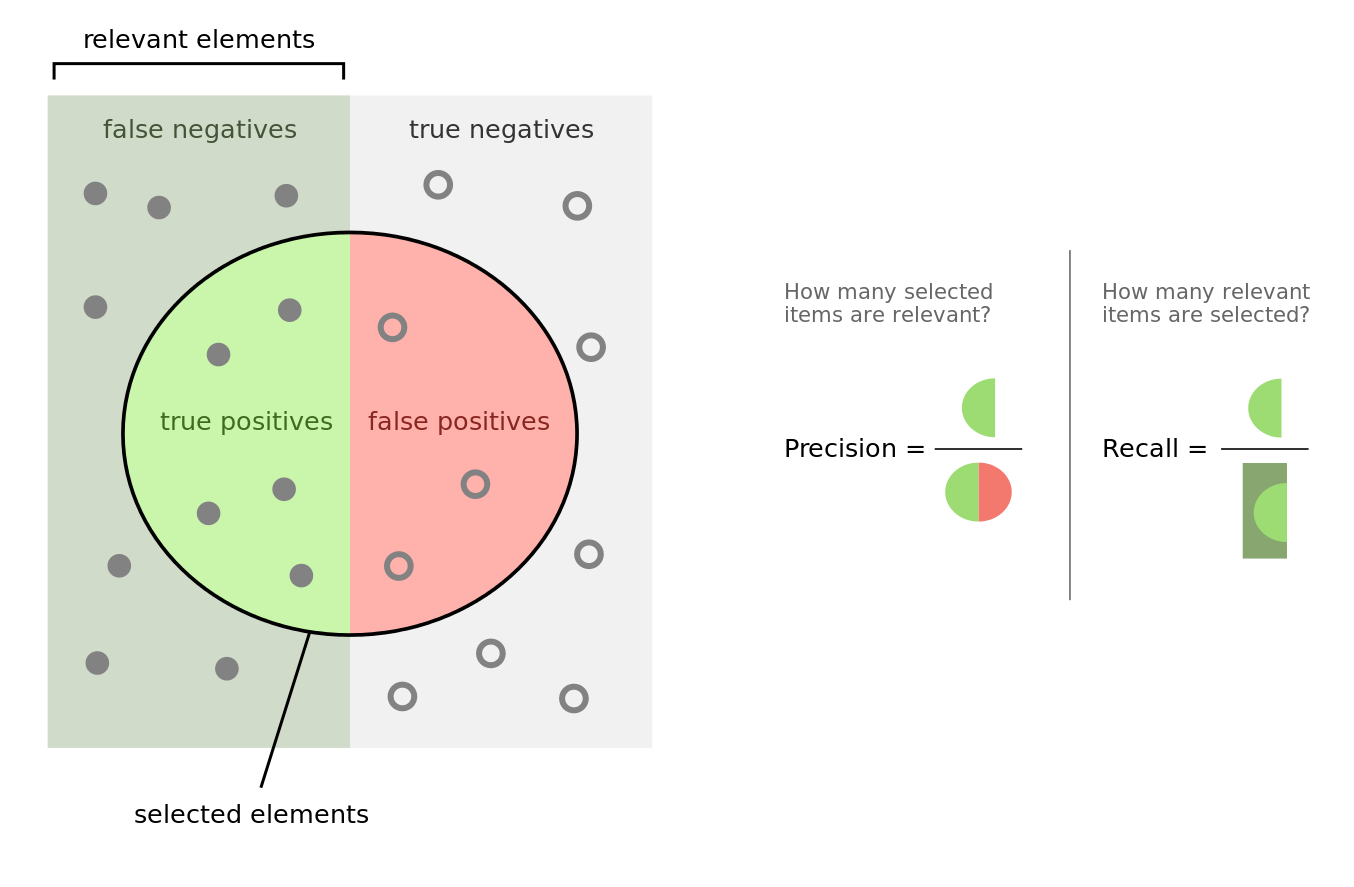 relevant elements
false negatives
true negatives
true positives
false positives
selected elements
How many selected
items are relevant?
Precision =
How many relevant
items are selected?
Recall =